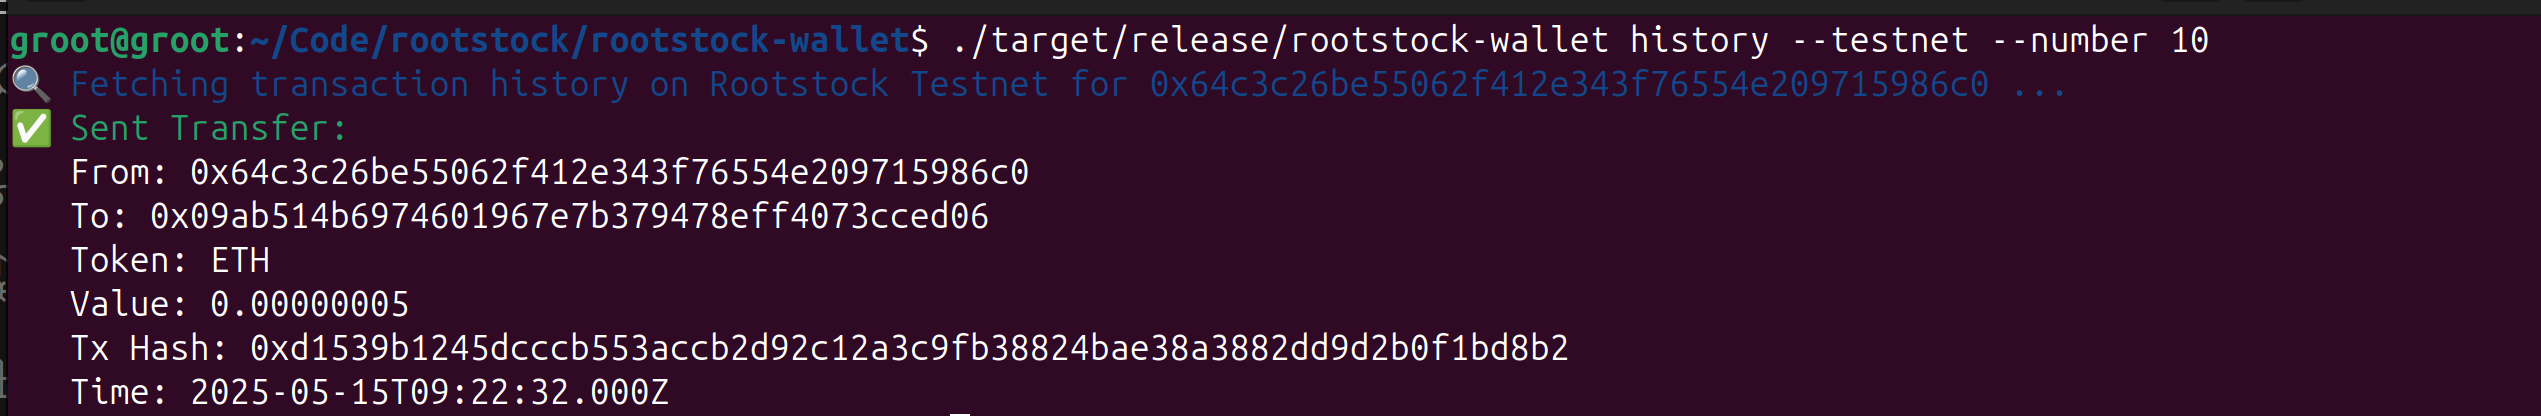 groot@groot:~/Code/rootstock/rootstock-wallet$ ./target/release/rootstock-wallet history --testnet --number 10
🔍 Fetching transaction history on Rootstock Testnet for 0x64c3c26be55062f412e343f76554e209715986c0 ...
✅ Sent Transfer:
From: 0x64c3c26be55062f412e343f76554e209715986c0
To: 0x09ab514b6974601967e7b379478eff4073cced06
Token: ETH
Value: 0.00000005
Tx Hash: 0xd1539b1245dcccb553accb2d92c12a3c9fb38824bae38a3882dd9d2b0f1bd8b2
Time: 2025-05-15T09:22:32.000Z